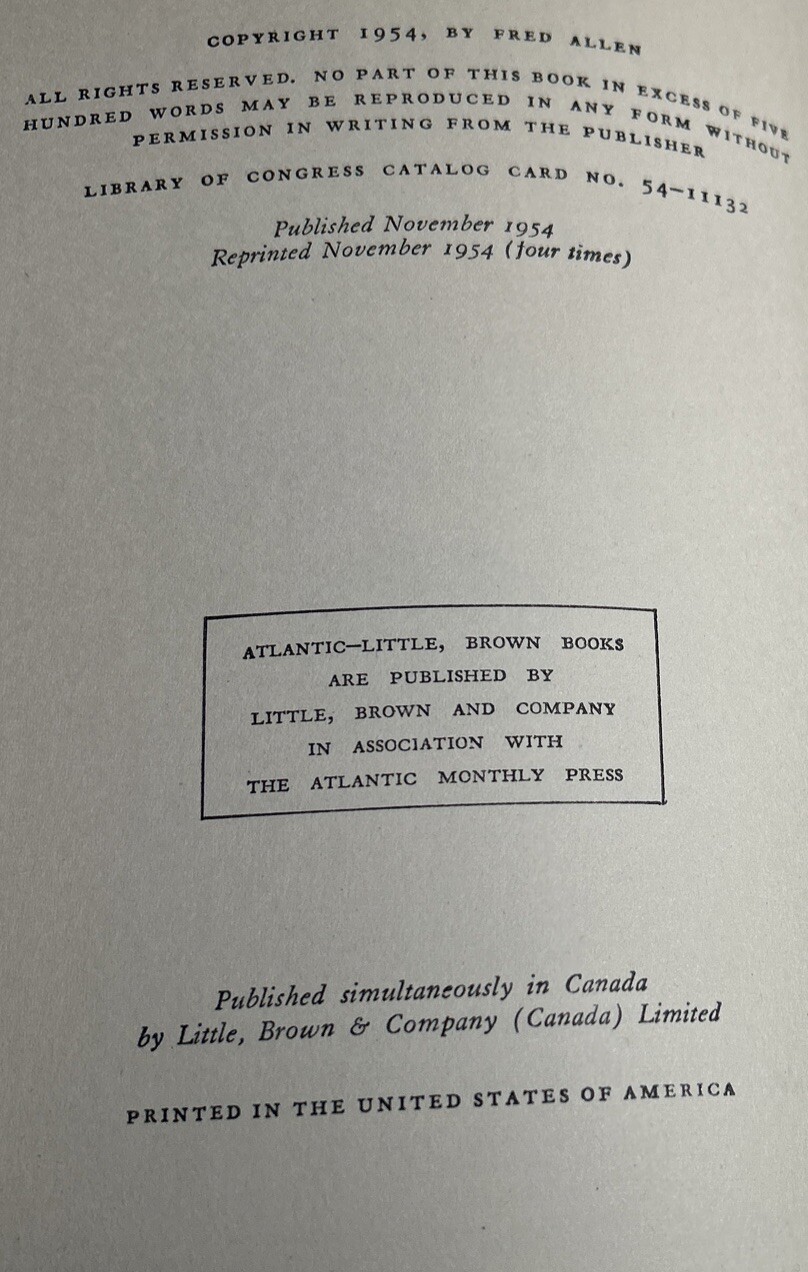 COPYRIGHT 1954, BY FRED ALLEN
ALL RIGHTS RESERVED. NO PART OF THIS BOOK IN EXCESS OF FIVE
HUNDRED WORDS MAY BE REPRODUCED IN ANY FORM WITHOUT
PERMISSION IN WRITING FROM THE PUBLISHER
LIBRARY OF CONGRESS CATALOG CARD NO. 54-11132
Published November 1954
Reprinted November 1954 (four times)
ATLANTIC—LITTLE, BROWN BOOKS
ARE PUBLISHED BY
LITTLE, BROWN AND COMPANY
IN ASSOCIATION WITH
THE ATLANTIC MONTHLY PRESS
Published simultaneously in Canada
by Little, Brown & Company (Canada) Limited
PRINTED IN THE UNITED STATES OF AMERICA